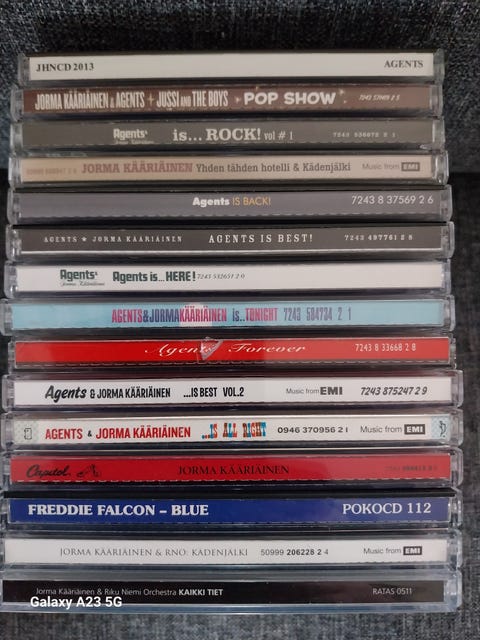 JHNCD 2013 AGENTS
JORMA KÄÄRIÄINEN & AGENTS + JUSSI AND THE BOYS POP SHOW
Agents is... ROCK! vol # 1
JORMA KÄÄRIÄINEN Yhden tähden hotelli & Kädenjälki Music from EMI
Agents IS BACK! 7243 8 37569 2 6
AGENTS ★ JORMA KÄÄRIÄINEN AGENTS IS BEST! 7243 497761 2 8
Agents Jorma Kääriäinen Agents is... HERE! 7243 532651 2 0
AGENTS&JORMAKÄÄRIÄINEN is..TONIGHT 7243 584734 2 1
Agents Forever 7243 8 33668 2 8
Agents & JORMA KÄÄRIÄINEN ...IS BEST VOL.2 Music from EMI 7243 875247 2 9
AGENTS & JORMA KÄÄRIÄINEN ...IS ALL RIGHT 0946 370956 2 1 Music from EMI
Capitol. JORMA KÄÄRIÄINEN
FREDDIE FALCON – BLUE POKOCD 112
JORMA KÄÄRIÄINEN & RNO: KÄDENJÄLKI 50999 206228 2 4 Music from EMI
Jorma Kääriäinen & Riku Niemi Orchestra KAIKKI TIET RATAS 0511
Galaxy A23 5G